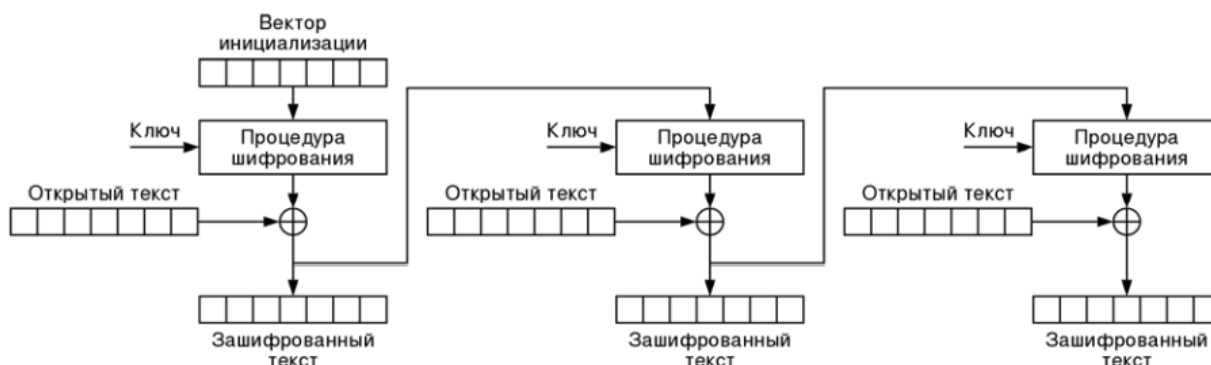 Вектор
инициализации
Ключ
Процедура
шифрования
Открытый текст
Зашифрованный
текст
Ключ
Процедура
шифрования
Открытый текст
Зашифрованный
текст
Ключ
Процедура
шифрования
Открытый текст
Зашифрованный
текст